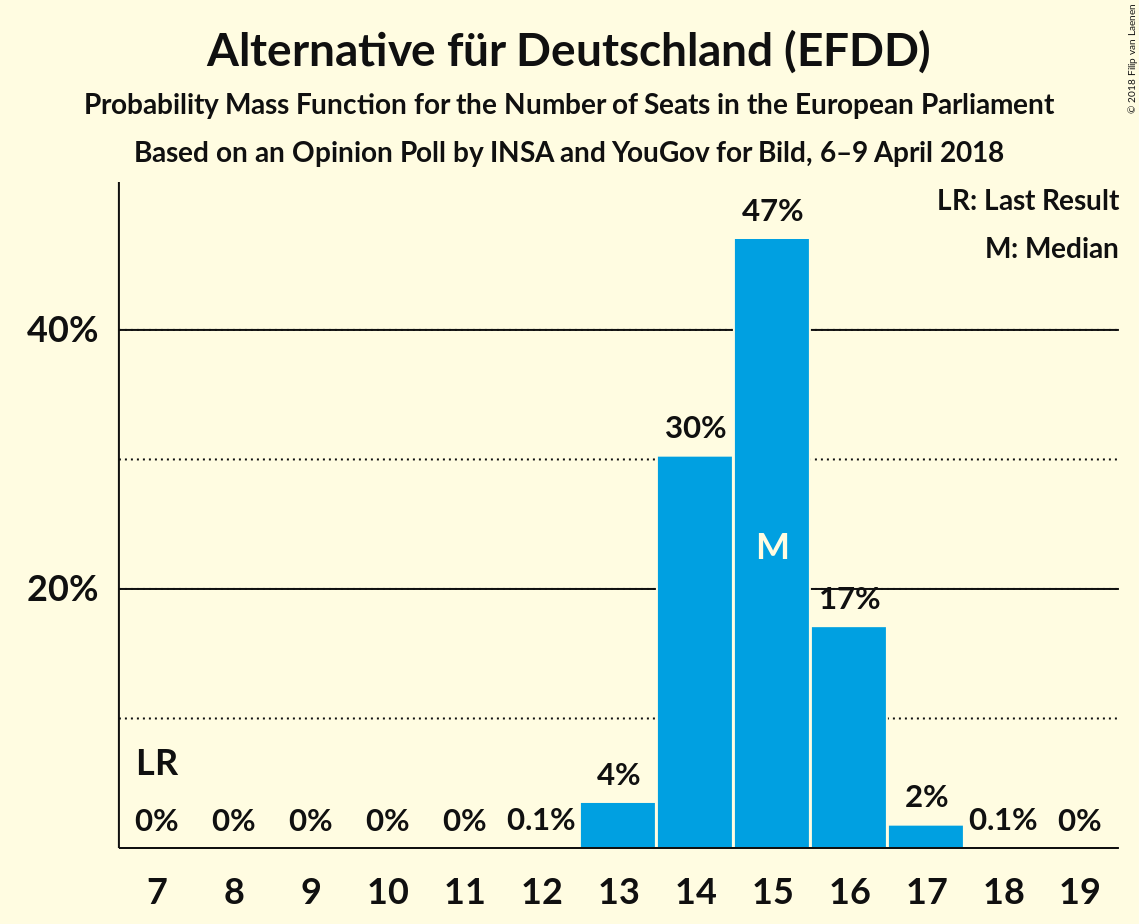 Alternative für Deutschland (EFDD)
Probability Mass Function for the Number of Seats in the European Parliament
Based on an Opinion Poll by INSA and YouGov for Bild, 6–9 April 2018
© 2018 Filip van Laenen
LR: Last Result
M: Median
47%
40%
30%
M
20%
17%
LR
4%
2%
0% 0% 0% 0% 0% 0.1% 0.1% 0%
7 8 9 10 11 12 13 14 15 16 17 18 19